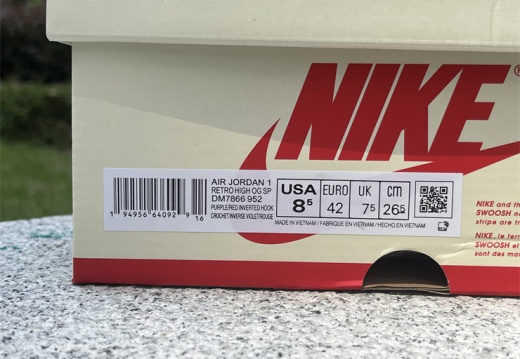 NIKE
AIR JORDAN 1
RETRO HIGH OG SP
DM7866 952
PURPLE/RED INVERTED HOOK
CROCHET INVERSE VIOLET/ROUGE
1 94956 64092 9 16
USA 8 5
EURO 42
UK 7 5
cm 26 5
MADE IN VIETNAM / FABRIQUE EN VIETNAM / HECHO EN VIETNAM
NIKE and th
SWOOSH
stripe are tr
NIKE, le ter
SWOOSH et
sont des mar